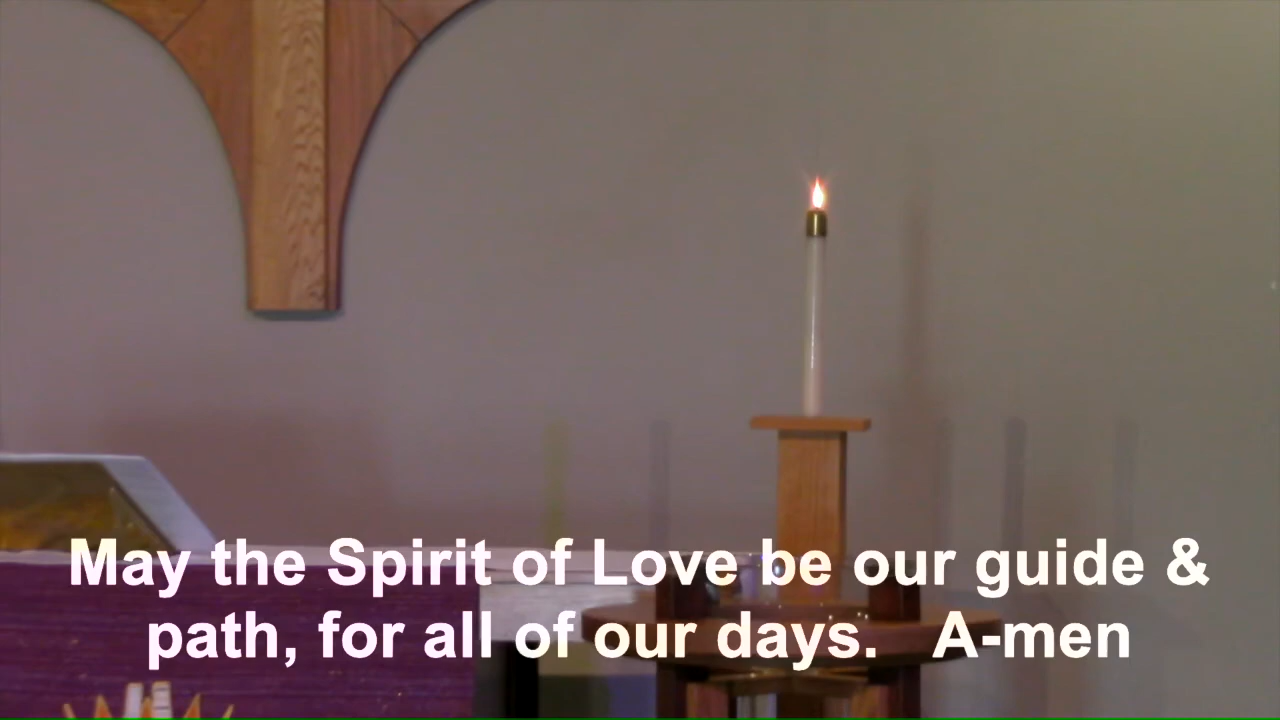 May the Spirit of Love be our guide &
path, for all of our days. A-men